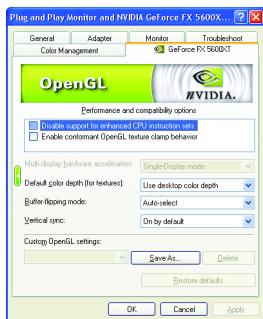 Plug and Play Monitor and NVIDIA GeForce FX 5600X...
General Adapter Monitor Troubleshoot
Color Management GeForce FX 5600XT
OpenGL
NVIDIA.
Performance and compatibility options
Disable support for enhanced CPU instruction sets
Enable conformant OpenGL texture clamp behavior
Multi-display hardware acceleration: Single-Display mode
Default color depth (for textures): Use desktop color depth
Buffer-flipping mode: Auto-select
Vertical sync: On by default
Custom OpenGL settings:
Save As... Delete
Restore defaults
OK Cancel Apply